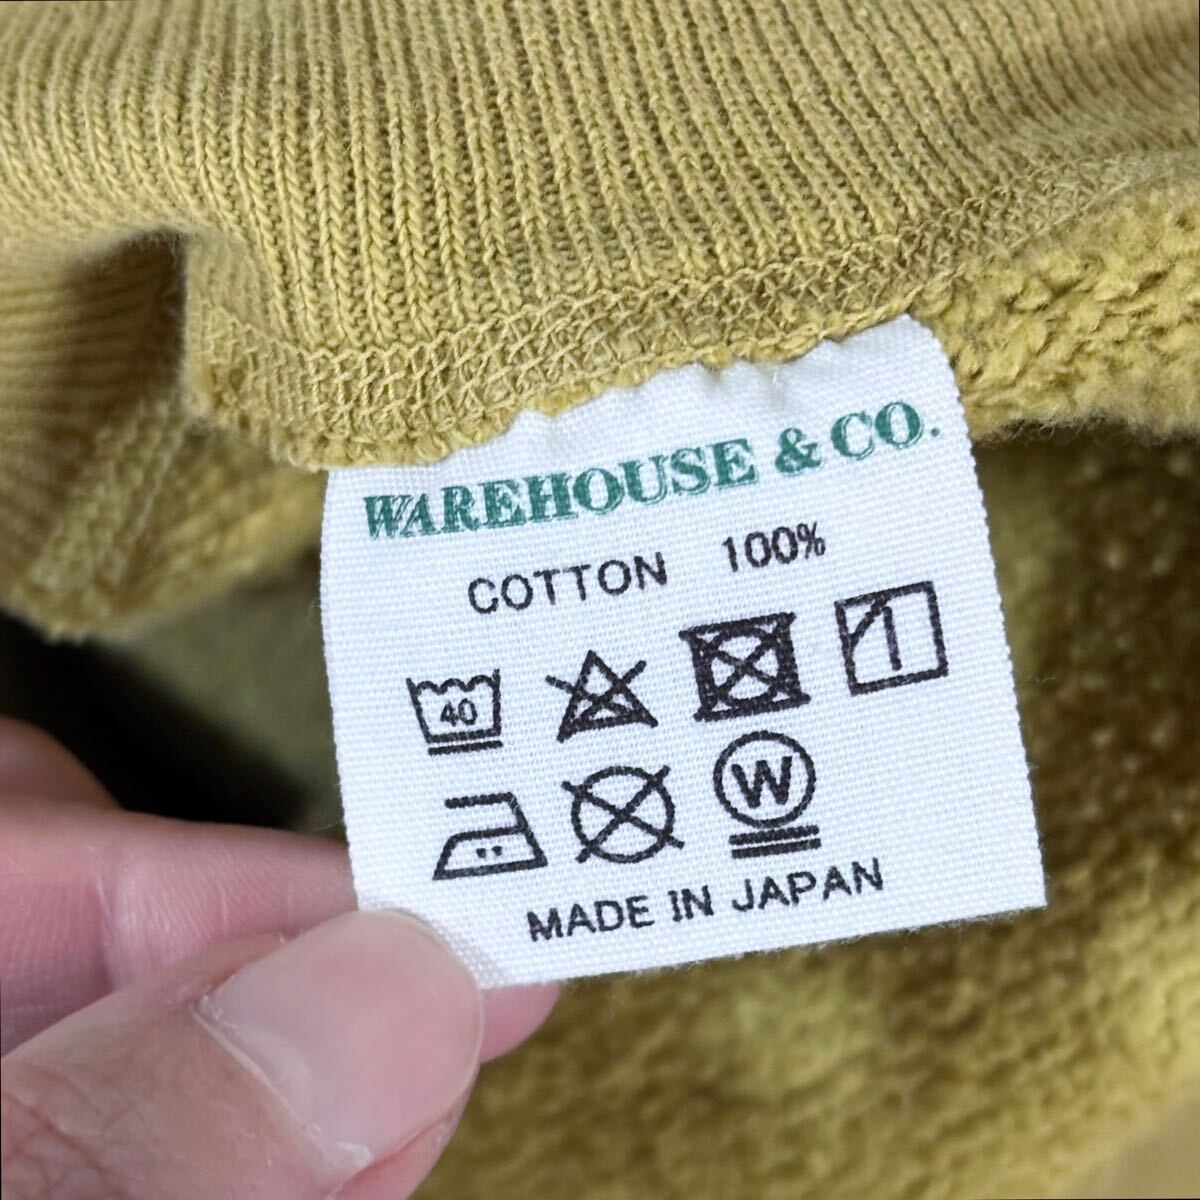 WAREHOUSE & CO.
COTTON 100%
40
W
MADE IN JAPAN